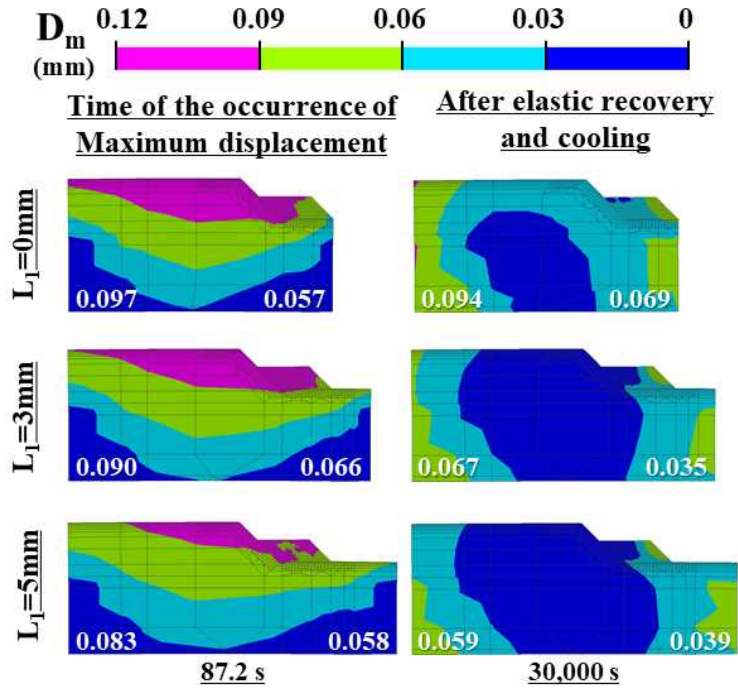 0.12 0.09 0.06 0.03 0
Dm
(mm)
Time of the occurrence of
Maximum displacement
After elastic recovery
and cooling
L1=0mm
0.097 0.057 0.094 0.069
L1=3mm
0.090 0.066 0.067 0.035
L1=5mm
0.083 0.058 0.059 0.039
87.2 s 30,000 s